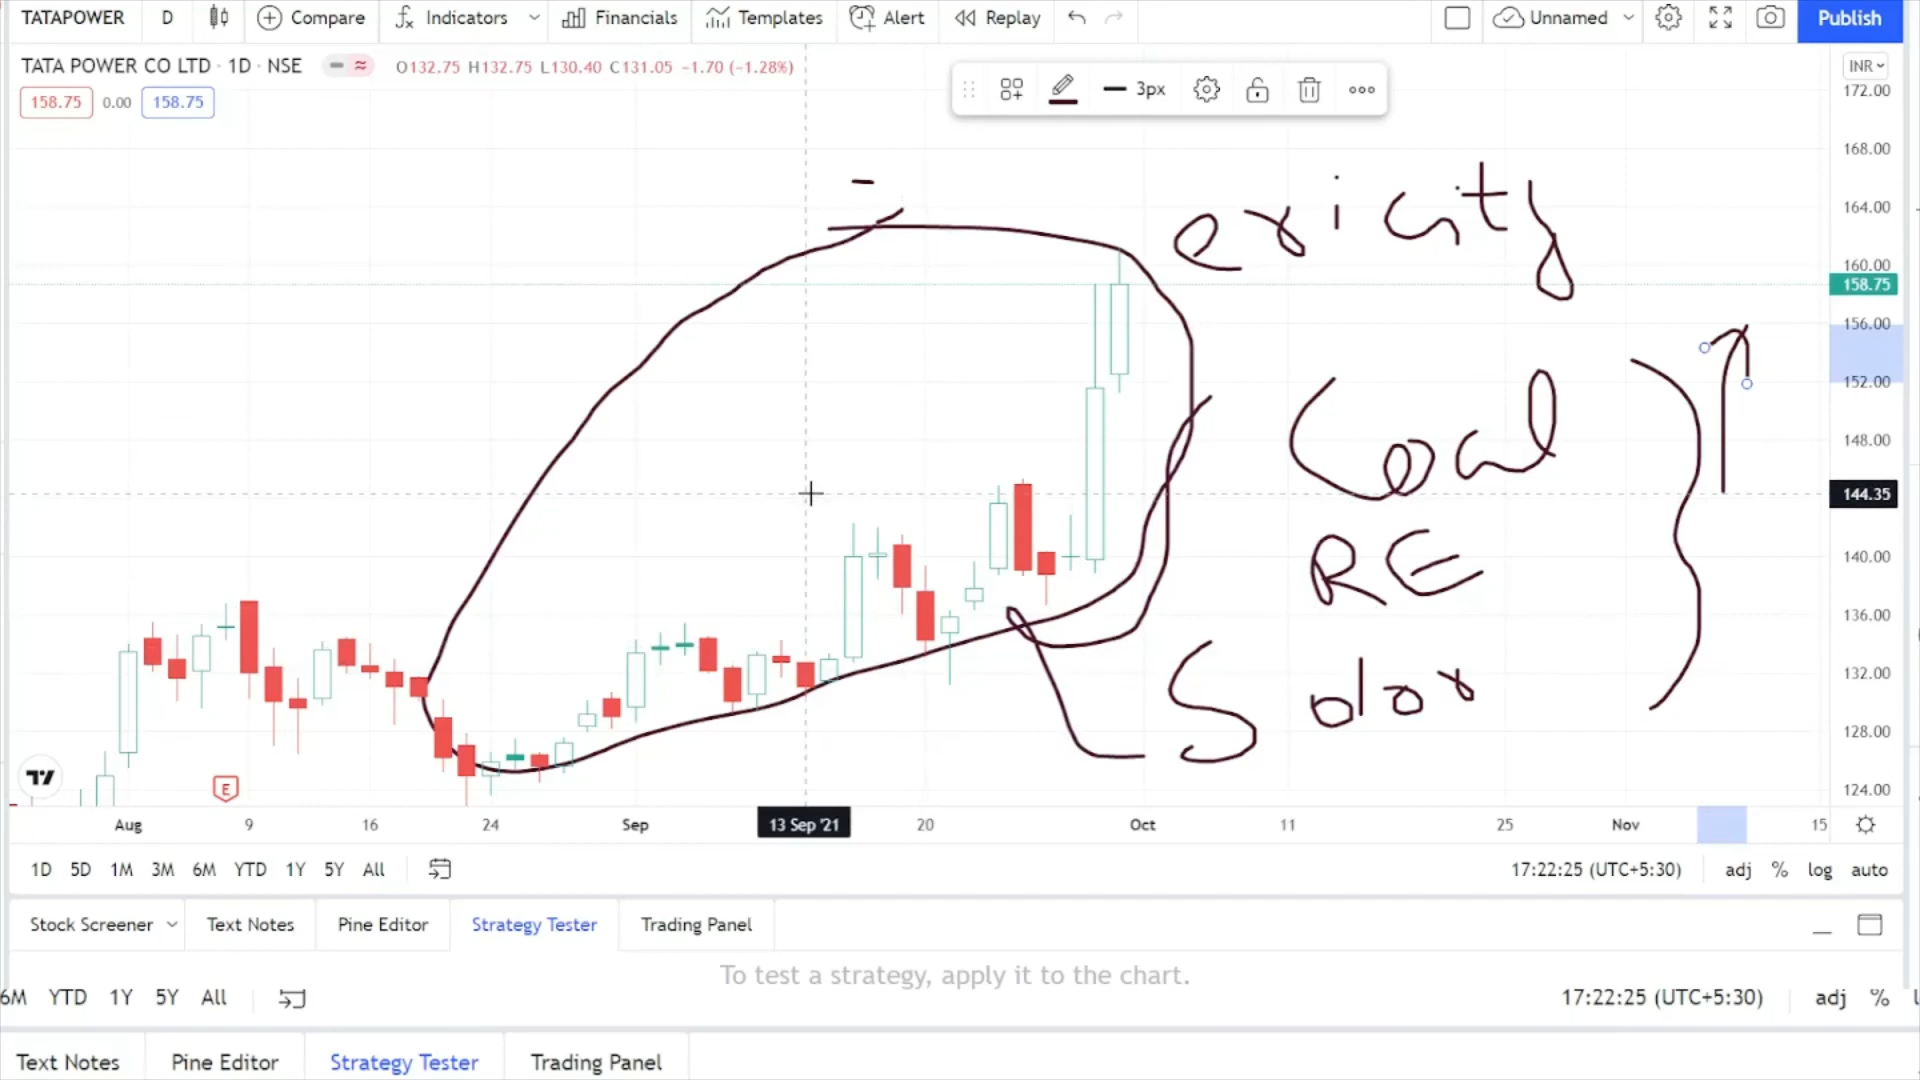 TATAPOWER D Compare Indicators Financials Templates Alert Replay Unnamed Publish
TATA POWER CO LTD · 1D · NSE O132.75 H132.75 L130.40 C131.05 −1.70 (−1.28%)
158.75 0.00 158.75
3px
INR
172.00
168.00
164.00
160.00
158.75
156.00
152.00
148.00
144.35
140.00
136.00
132.00
128.00
124.00
Coal
RE
Solar
E
Aug 9 16 24 Sep 13 Sep '21 20 Oct 11 25 Nov 15
1D 5D 1M 3M 6M YTD 1Y 5Y All 17:22:25 (UTC+5:30) adj % log auto
Stock Screener Text Notes Pine Editor Strategy Tester Trading Panel
To test a strategy, apply it to the chart.
6M YTD 1Y 5Y All 17:22:25 (UTC+5:30) adj %
Text Notes Pine Editor Strategy Tester Trading Panel